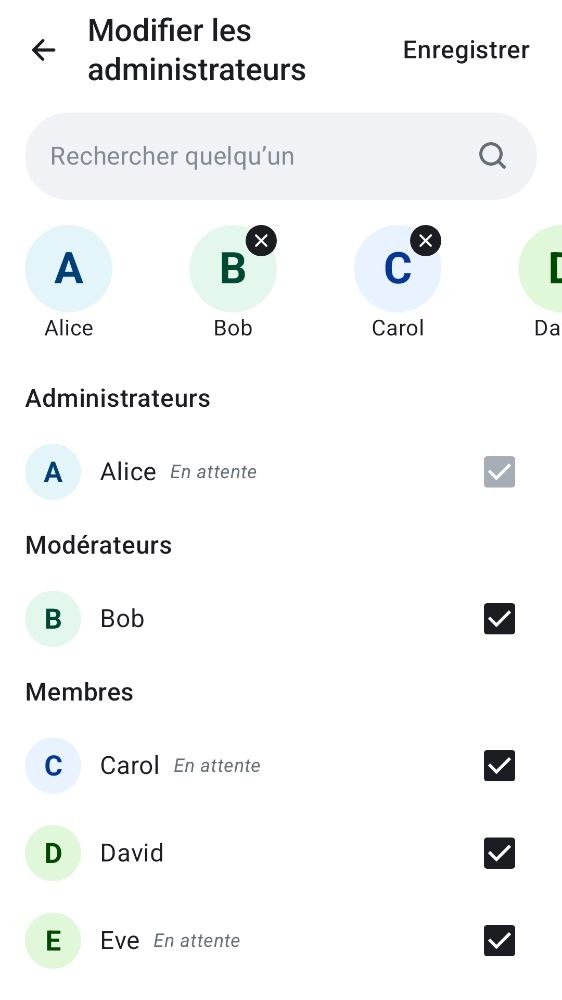 Modifier les
administrateurs
Enregistrer
Rechercher quelqu’un
A
B
C
D
Alice
Bob
Carol
Da
Administrateurs
A Alice En attente
Modérateurs
B Bob
Membres
C Carol En attente
D David
E Eve En attente